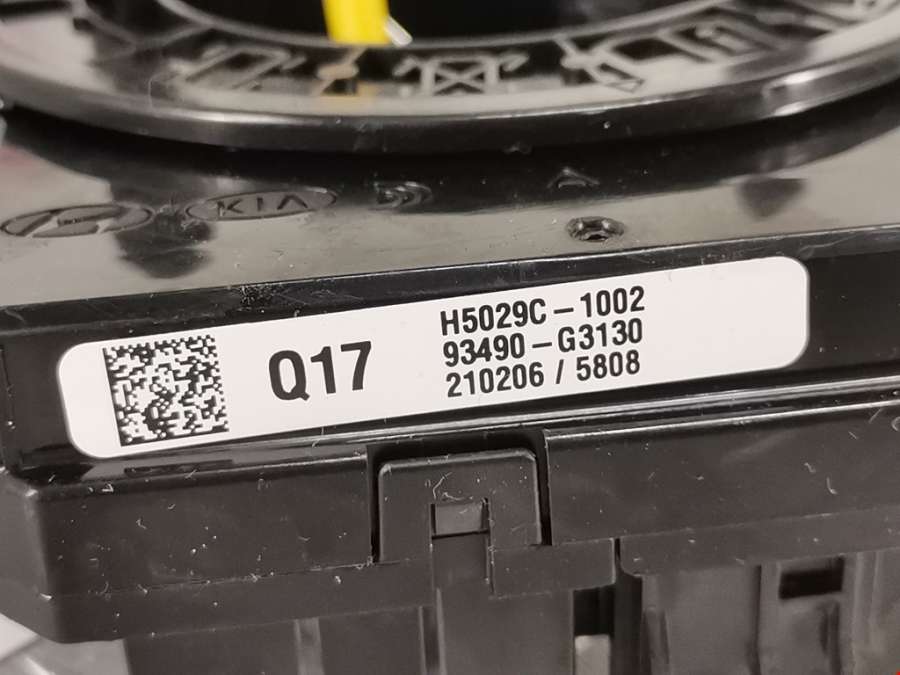 KIA
Q17
H5029C-1002
93490-G3130
210206 / 5808